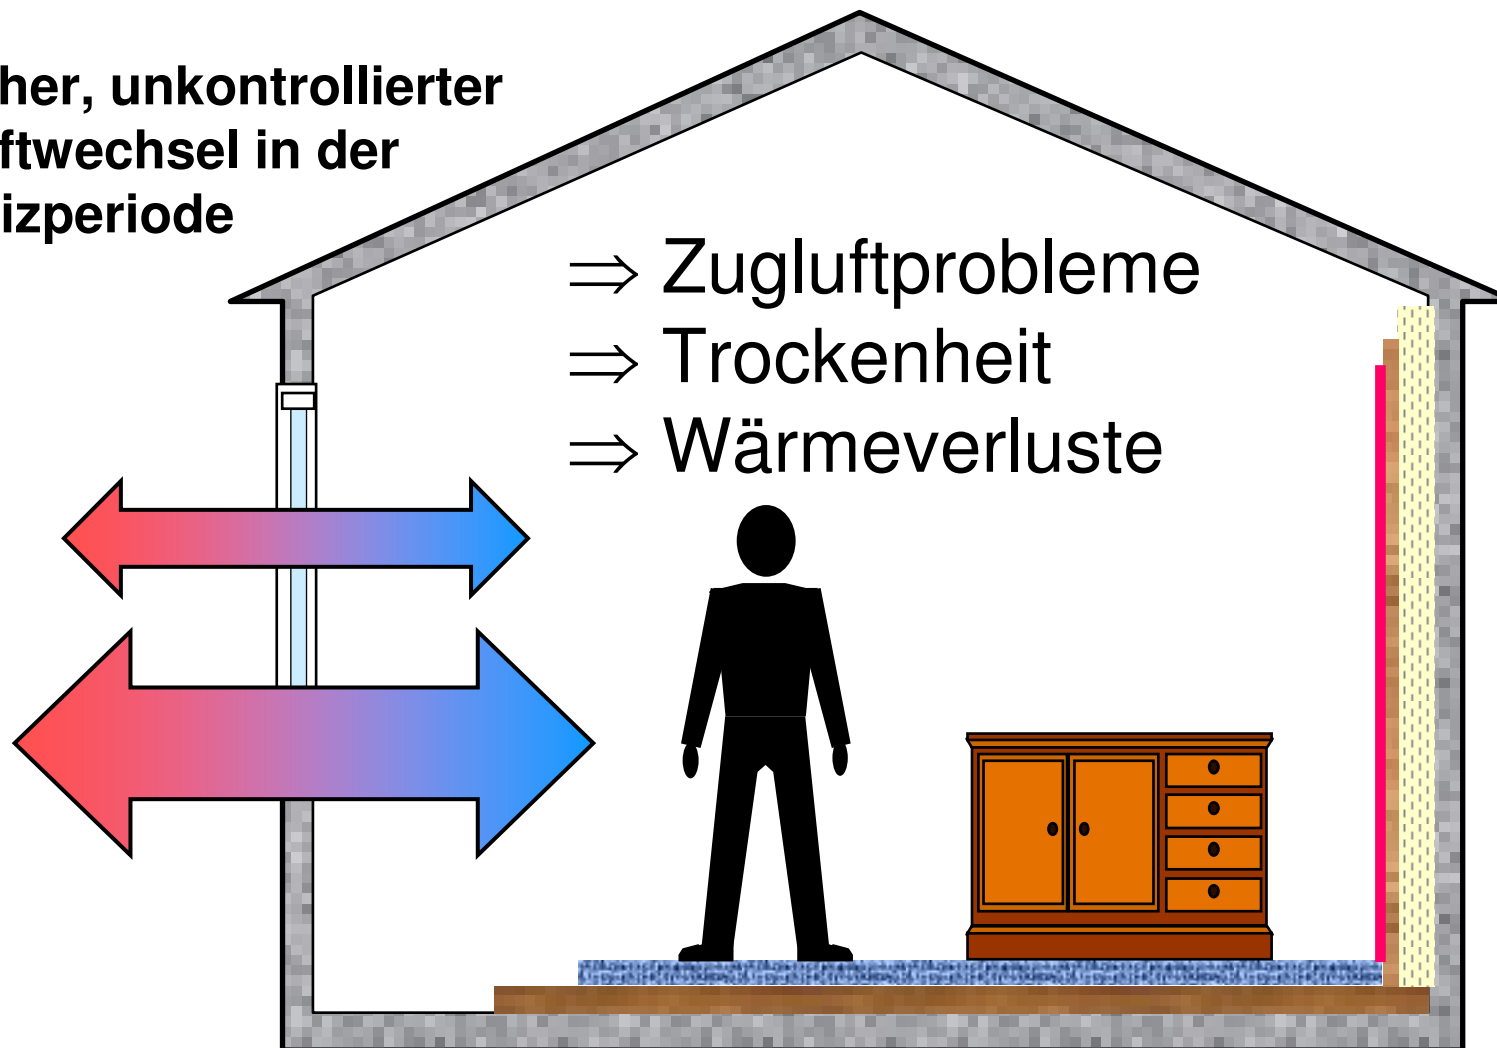 her, unkontrollierter
ftwechsel in der
izperiode
⇒ Zugluftprobleme
⇒ Trockenheit
⇒ Wärmeverluste